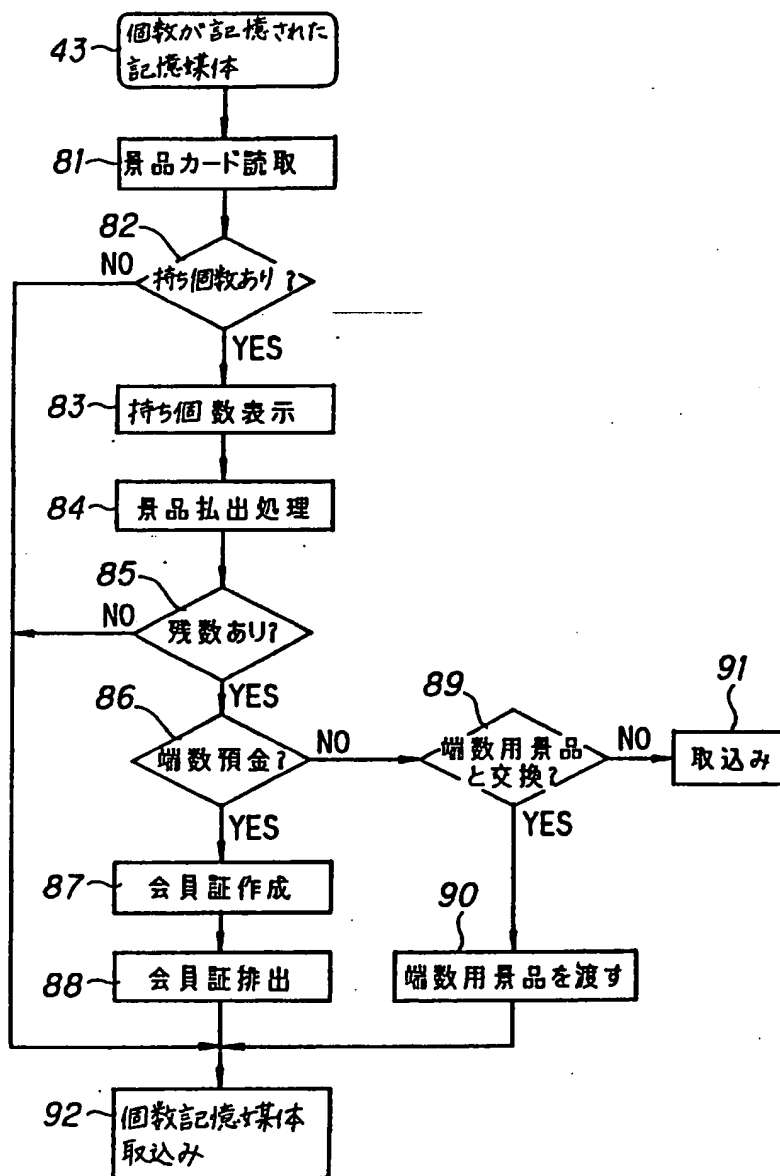 43
個数が記憶された
記憶媒体
81
景品カード読取
82
NO
持ち個数あり?
YES
83
持ち個数表示
84
景品払出処理
85
NO
残数あり?
YES
86
端数預金?
NO
89
端数用景品
と交換?
NO
91
取込み
YES
YES
87
会員証作成
88
会員証排出
90
端数用景品を渡す
92
個数記憶媒体
取込み